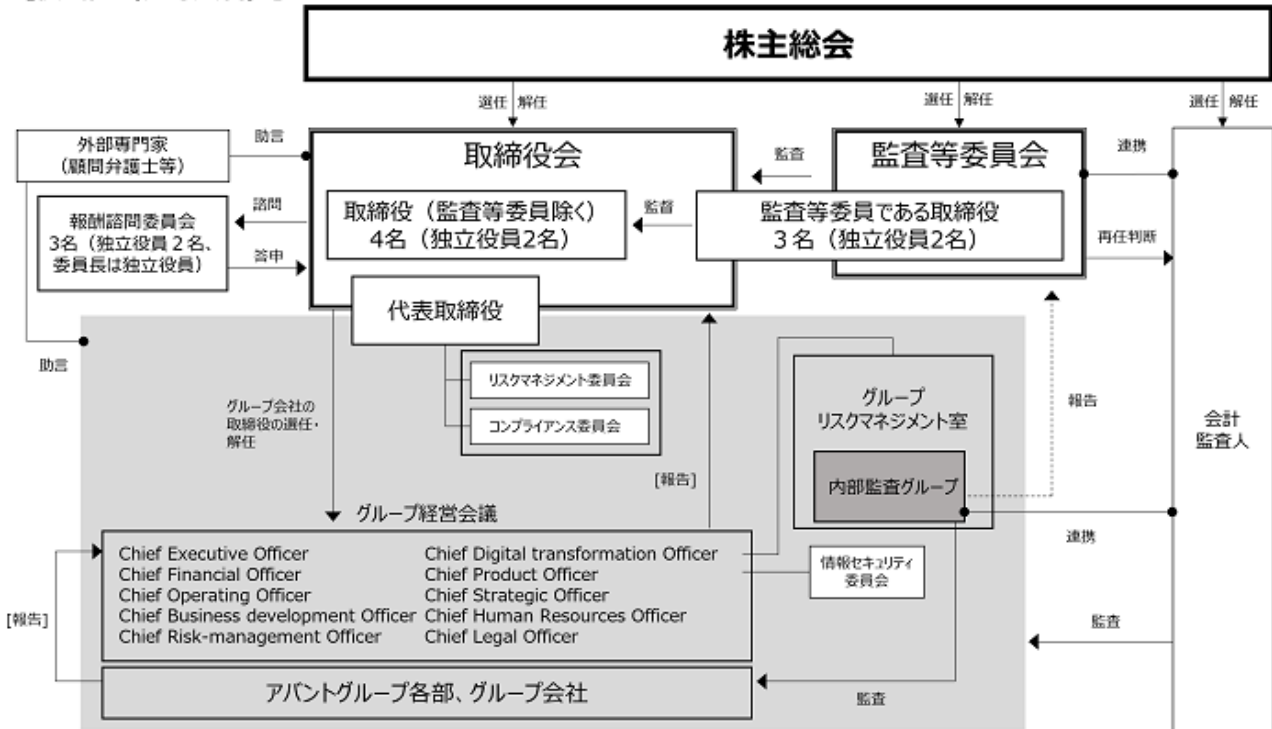 株主総会
選任 解任
選任 解任
選任 解任
外部専門家
（顧問弁護士等）
助言
取締役会
監査
監査等委員会
連携
報酬諮問委員会
3名（独立役員２名、
委員長は独立役員）
諮問
答申
取締役（監査等委員除く）
4名（独立役員2名）
監督
監査等委員である取締役
３名（独立役員2名）
再任判断
代表取締役
助言
リスクマネジメント委員会
コンプライアンス委員会
グループ会社の
取締役の選任・
解任
[報告]
グループ
リスクマネジメント室
内部監査グループ
報告
会計
監査人
連携
グループ経営会議
Chief Executive Officer
Chief Financial Officer
Chief Operating Officer
Chief Business development Officer
Chief Risk-management Officer
Chief Digital transformation Officer
Chief Product Officer
Chief Strategic Officer
Chief Human Resources Officer
Chief Legal Officer
情報セキュリティ
委員会
[報告]
監査
アバントグループ各部、グループ会社
監査